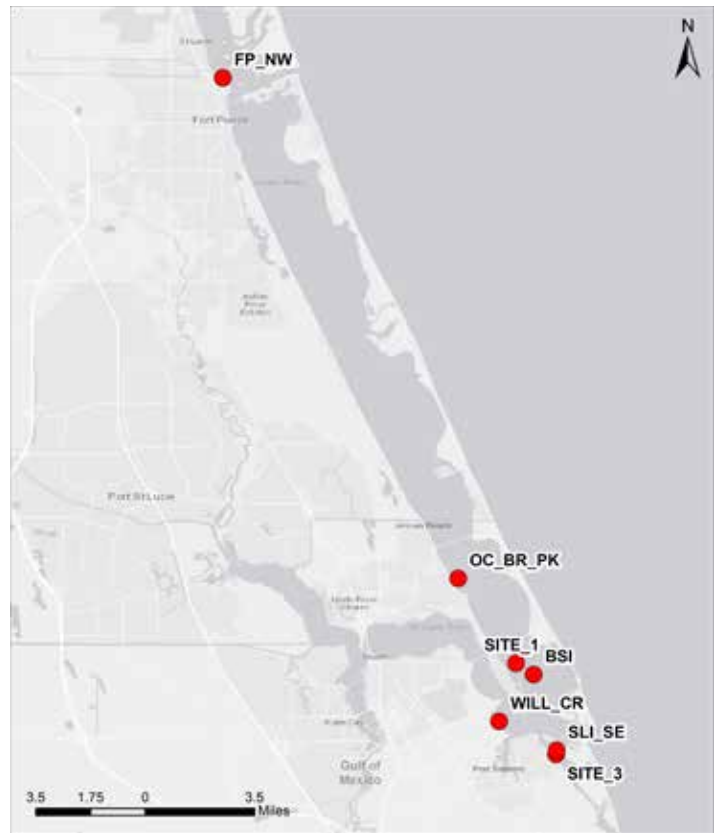 N
FP_NW
Fort Pierce
Port St Lucie
OC_BR_PK
SITE_1
BSI
WILL_CR
SLI_SE
SITE_3
Gulf of
Mexico
3.5 1.75 0 3.5
Miles